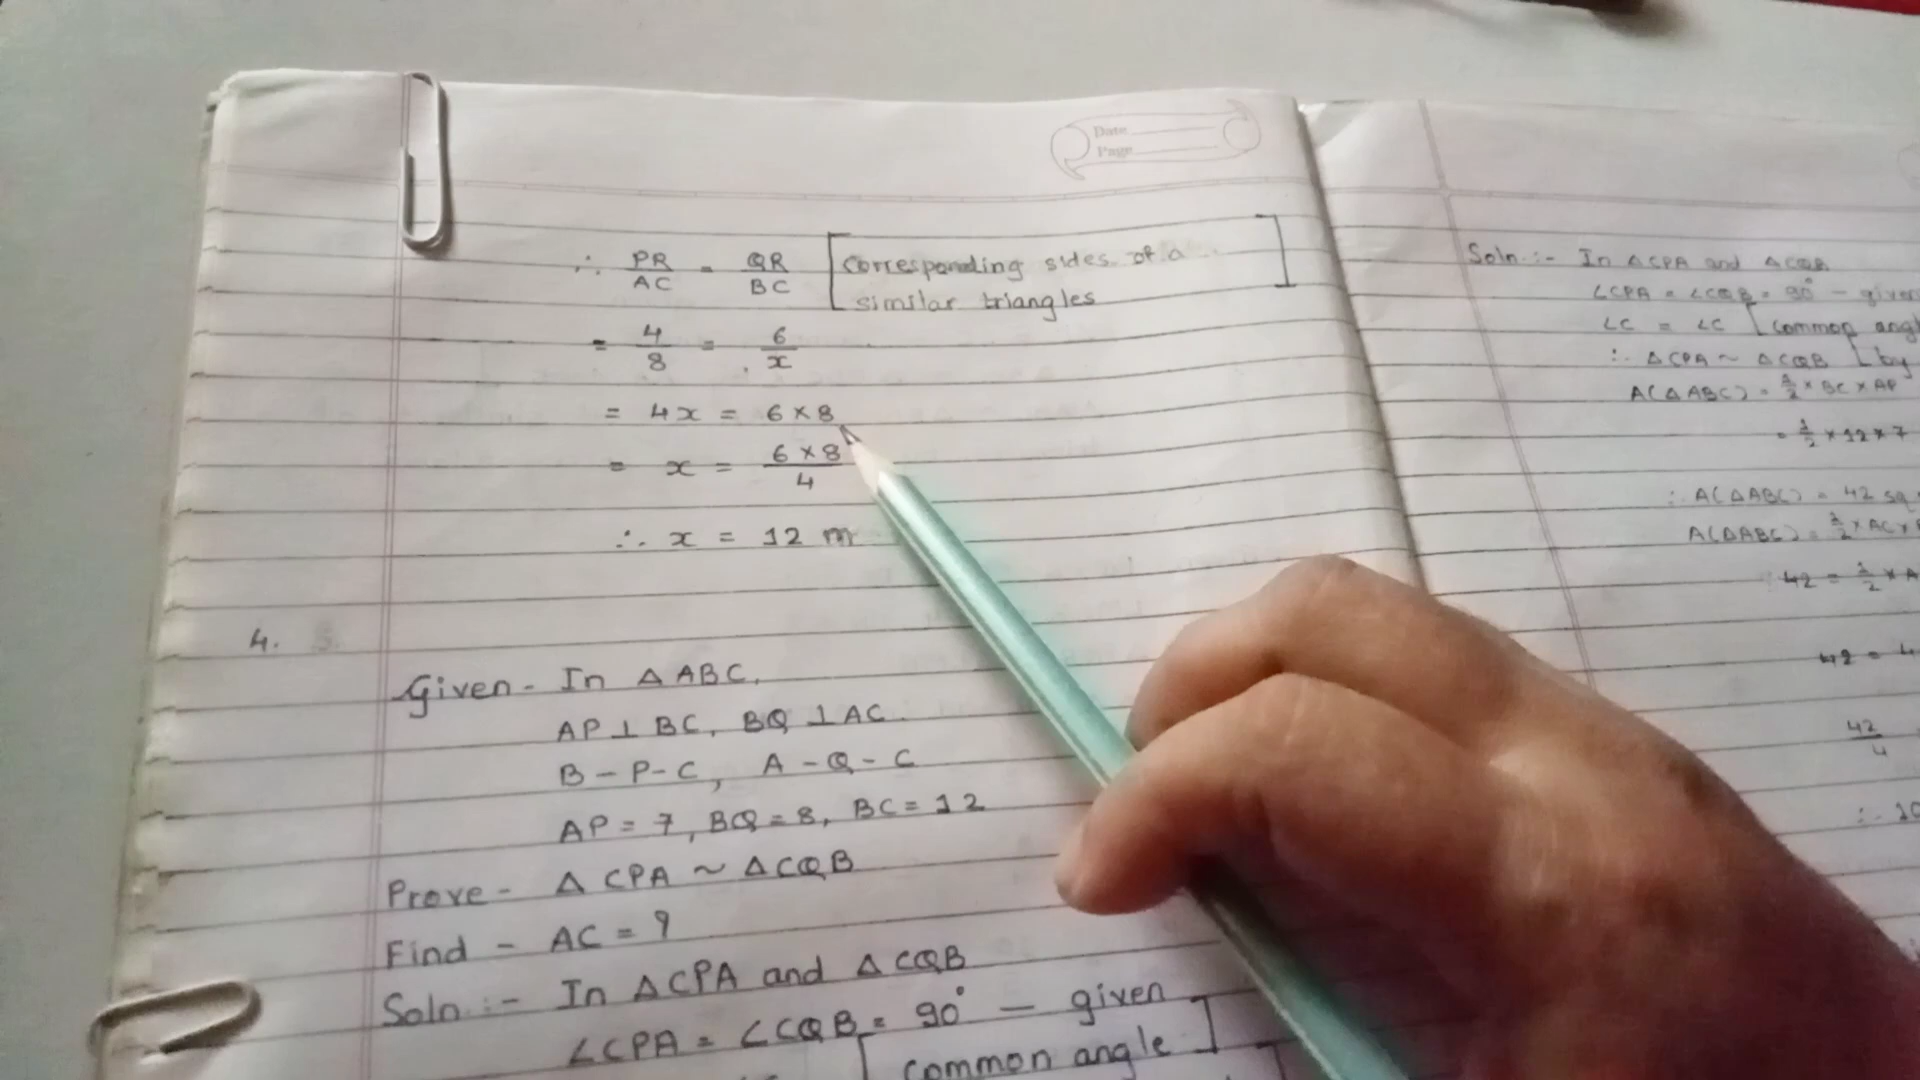 Date
Page
∴ PR/AC = QR/BC [Corresponding sides of a
similar triangles]
= 4/8 = 6/x
= 4x = 6×8
= x = 6×8/4
∴ x = 12 m
4.
Given - In △ABC,
AP⊥BC, BQ⊥AC
B-P-C, A-Q-C
AP = 7, BQ = 8, BC = 12
Prove - △CPA ~ △CQB
Find - AC = ?
Soln :- In △CPA and △CQB
∠CPA = ∠CQB = 90° - given
[common angle]
Soln :- In △CPA and △CQB
∠CPA = ∠CQB = 90° - given
∠C = ∠C [common
∴ △CPA ~ △CQB [by
A(△ABC) = 1/2 × BC × AP
= 1/2 × 12 × 7
∴ A(△ABC) = 42 sq
A(△ABC) = 1/2 × AC ×
42 = 1/2 ×
42 = 4
42/4
∴ 10